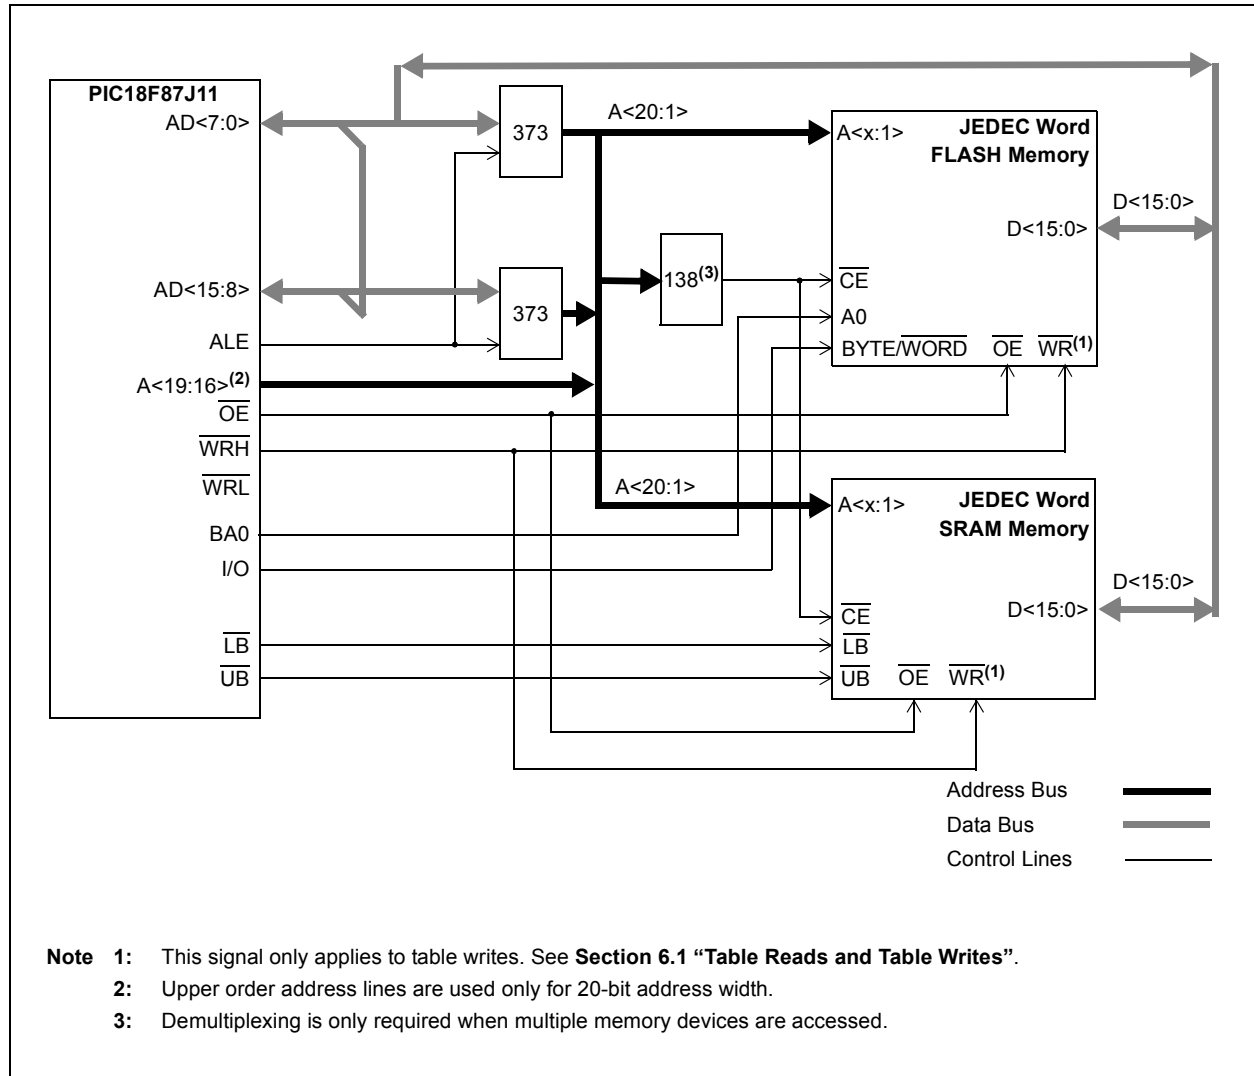 PIC18F87J11
AD<7:0>
373
A<20:1>
A<x:1>
JEDEC Word
FLASH Memory
D<15:0>
D<15:0>
138(3)
CE
AD<15:8>
373
A0
ALE
BYTE/WORD
OE
WR(1)
A<19:16>(2)
OE
WRH
WRL
A<20:1>
A<x:1>
JEDEC Word
SRAM Memory
BA0
I/O
D<15:0>
D<15:0>
CE
LB
LB
UB
UB
OE
WR(1)
Address Bus
Data Bus
Control Lines
Note 1: This signal only applies to table writes. See Section 6.1 “Table Reads and Table Writes”.
2: Upper order address lines are used only for 20-bit address width.
3: Demultiplexing is only required when multiple memory devices are accessed.